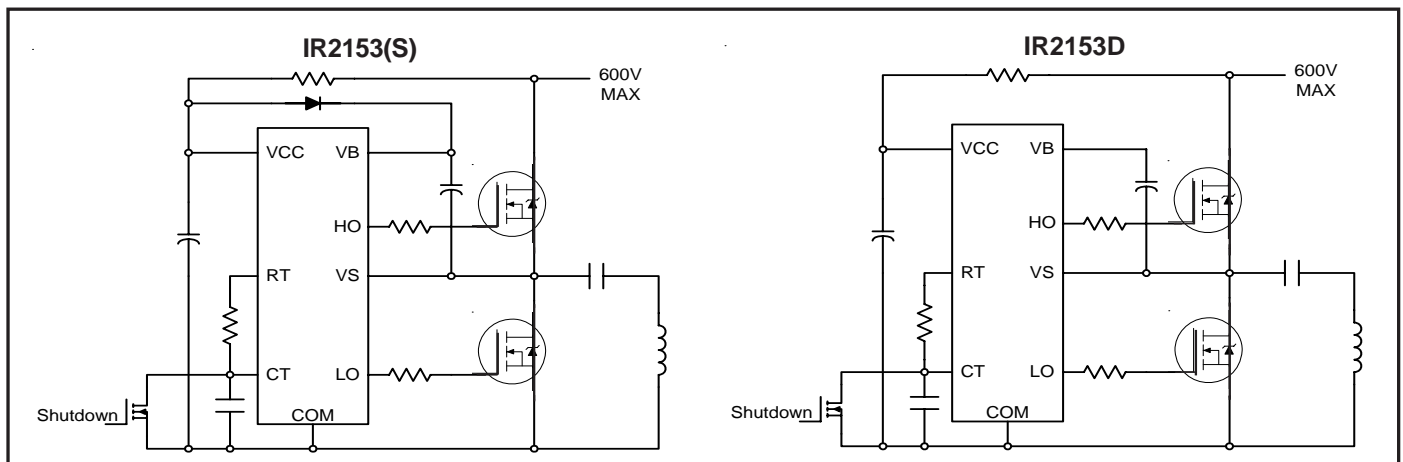 IR2153(S)
600V
MAX
VCC
VB
HO
RT
VS
CT
LO
COM
Shutdown
IR2153D
600V
MAX
VCC
VB
HO
RT
VS
CT
LO
COM
Shutdown